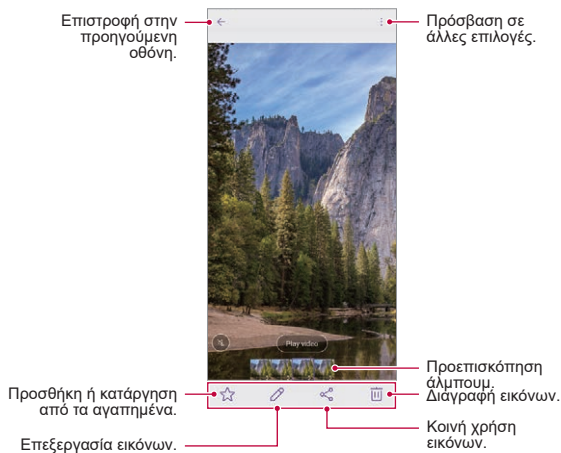 Επιστροφή στην
προηγούμενη
οθόνη.
Πρόσβαση σε
άλλες επιλογές.
Play video
Προεπισκόπηση
άλμπουμ.
Διαγραφή εικόνων.
Προσθήκη ή κατάργηση
από τα αγαπημένα.
Κοινή χρήση
εικόνων.
Επεξεργασία εικόνων.